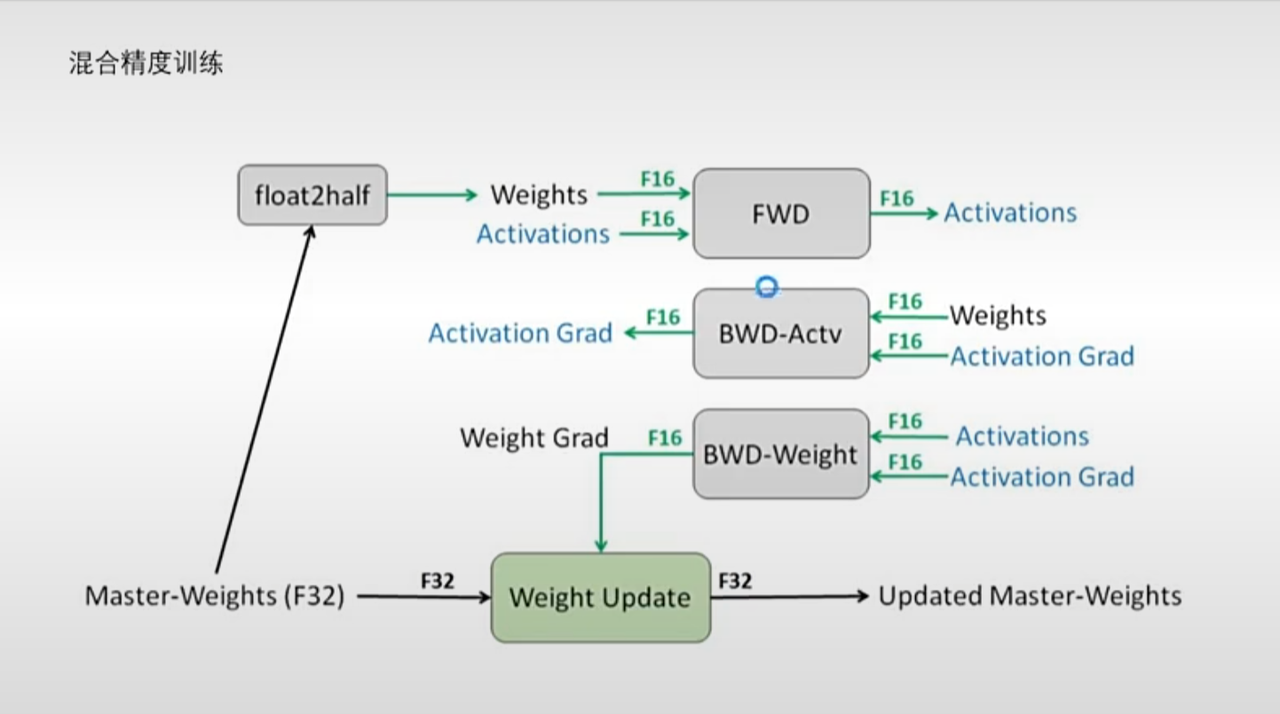 混合精度训练
float2half
Weights
F16
Activations
F16
FWD
F16
Activations
Activation Grad
F16
BWD-Actv
F16
Weights
F16
Activation Grad
Weight Grad
F16
BWD-Weight
F16
Activations
F16
Activation Grad
Master-Weights (F32)
F32
Weight Update
F32
Updated Master-Weights